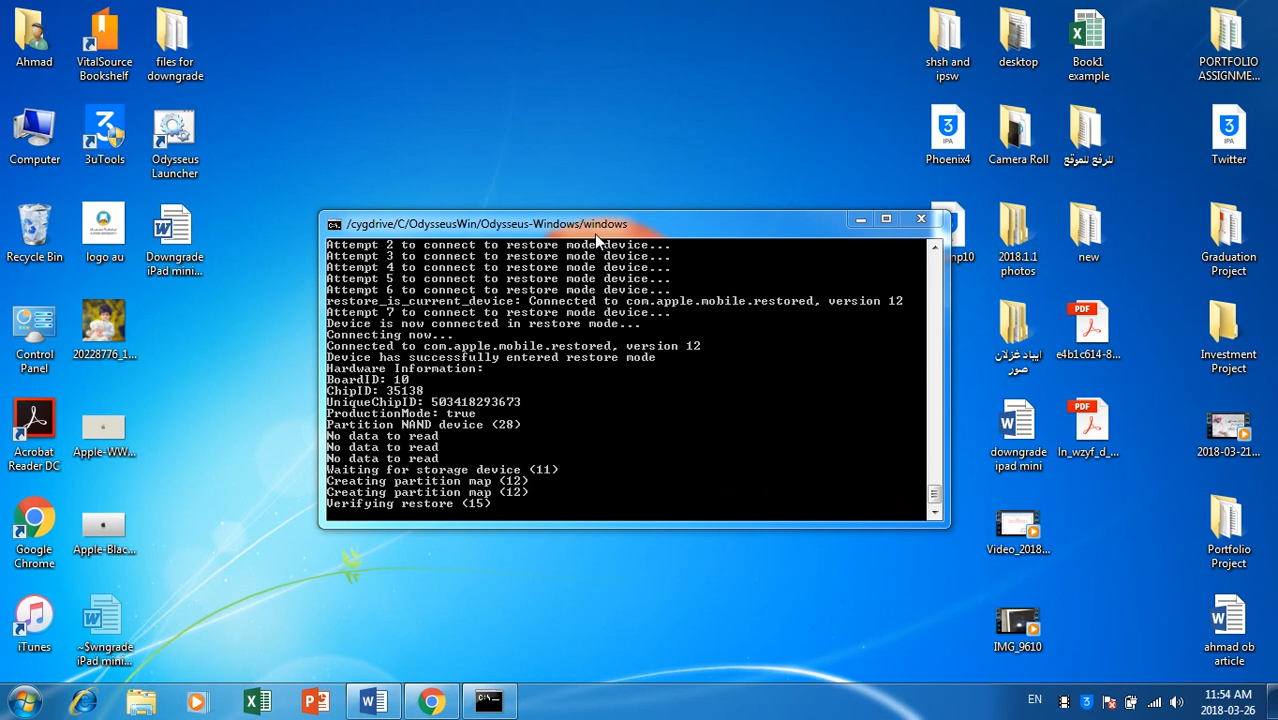 Ahmad
VitalSource
Bookshelf
files for
downgrade
Computer
3uTools
Odysseus
Launcher
Recycle Bin
logo au
Downgrading
iPad mini...
Control
Panel
20228776_1...
Acrobat
Reader DC
Apple-WW...
Google
Chrome
Apple-Blac...
iTunes
~$wngrade
iPad mini...
/cygdrive/C/OdysseusWin/Odysseus-Windows/windows
Attempt 2 to connect to restore mode device...
Attempt 3 to connect to restore mode device...
Attempt 4 to connect to restore mode device...
Attempt 5 to connect to restore mode device...
Attempt 6 to connect to restore mode device...
restore_is_current_device: Connected to com.apple.mobile.restored, version 12
Attempt 7 to connect to restore mode device...
Device is now connected in restore mode...
Connecting now...
Connected to com.apple.mobile.restored, version 12
Device has successfully entered restore mode
Hardware Information:
BoardID: 10
ChipID: 35138
UniqueChipID: 503418293673
ProductionMode: true
Partition NAND device (28)
No data to read
No data to read
No data to read
Waiting for storage device (11)
Creating partition map (12)
Creating partition map (12)
Verifying restore (15)
shsh and
ipsw
desktop
Book1
example
PORTFOLIO
ASSIGNME...
IPA
Phoenix4
Camera Roll
للرفع للموقع
IPA
Twitter
mp10
2018.1.1
photos
new
Graduation
Project
ايباد غزلان
صور
PDF
e4b1c614-8...
Investment
Project
downgrade
ipad mini
PDF
ln_wzyf_d_...
2018-03-21...
Video_2018...
Portfolio
Project
IMG_9610
ahmad ob
article
EN
11:54 AM
2018-03-26